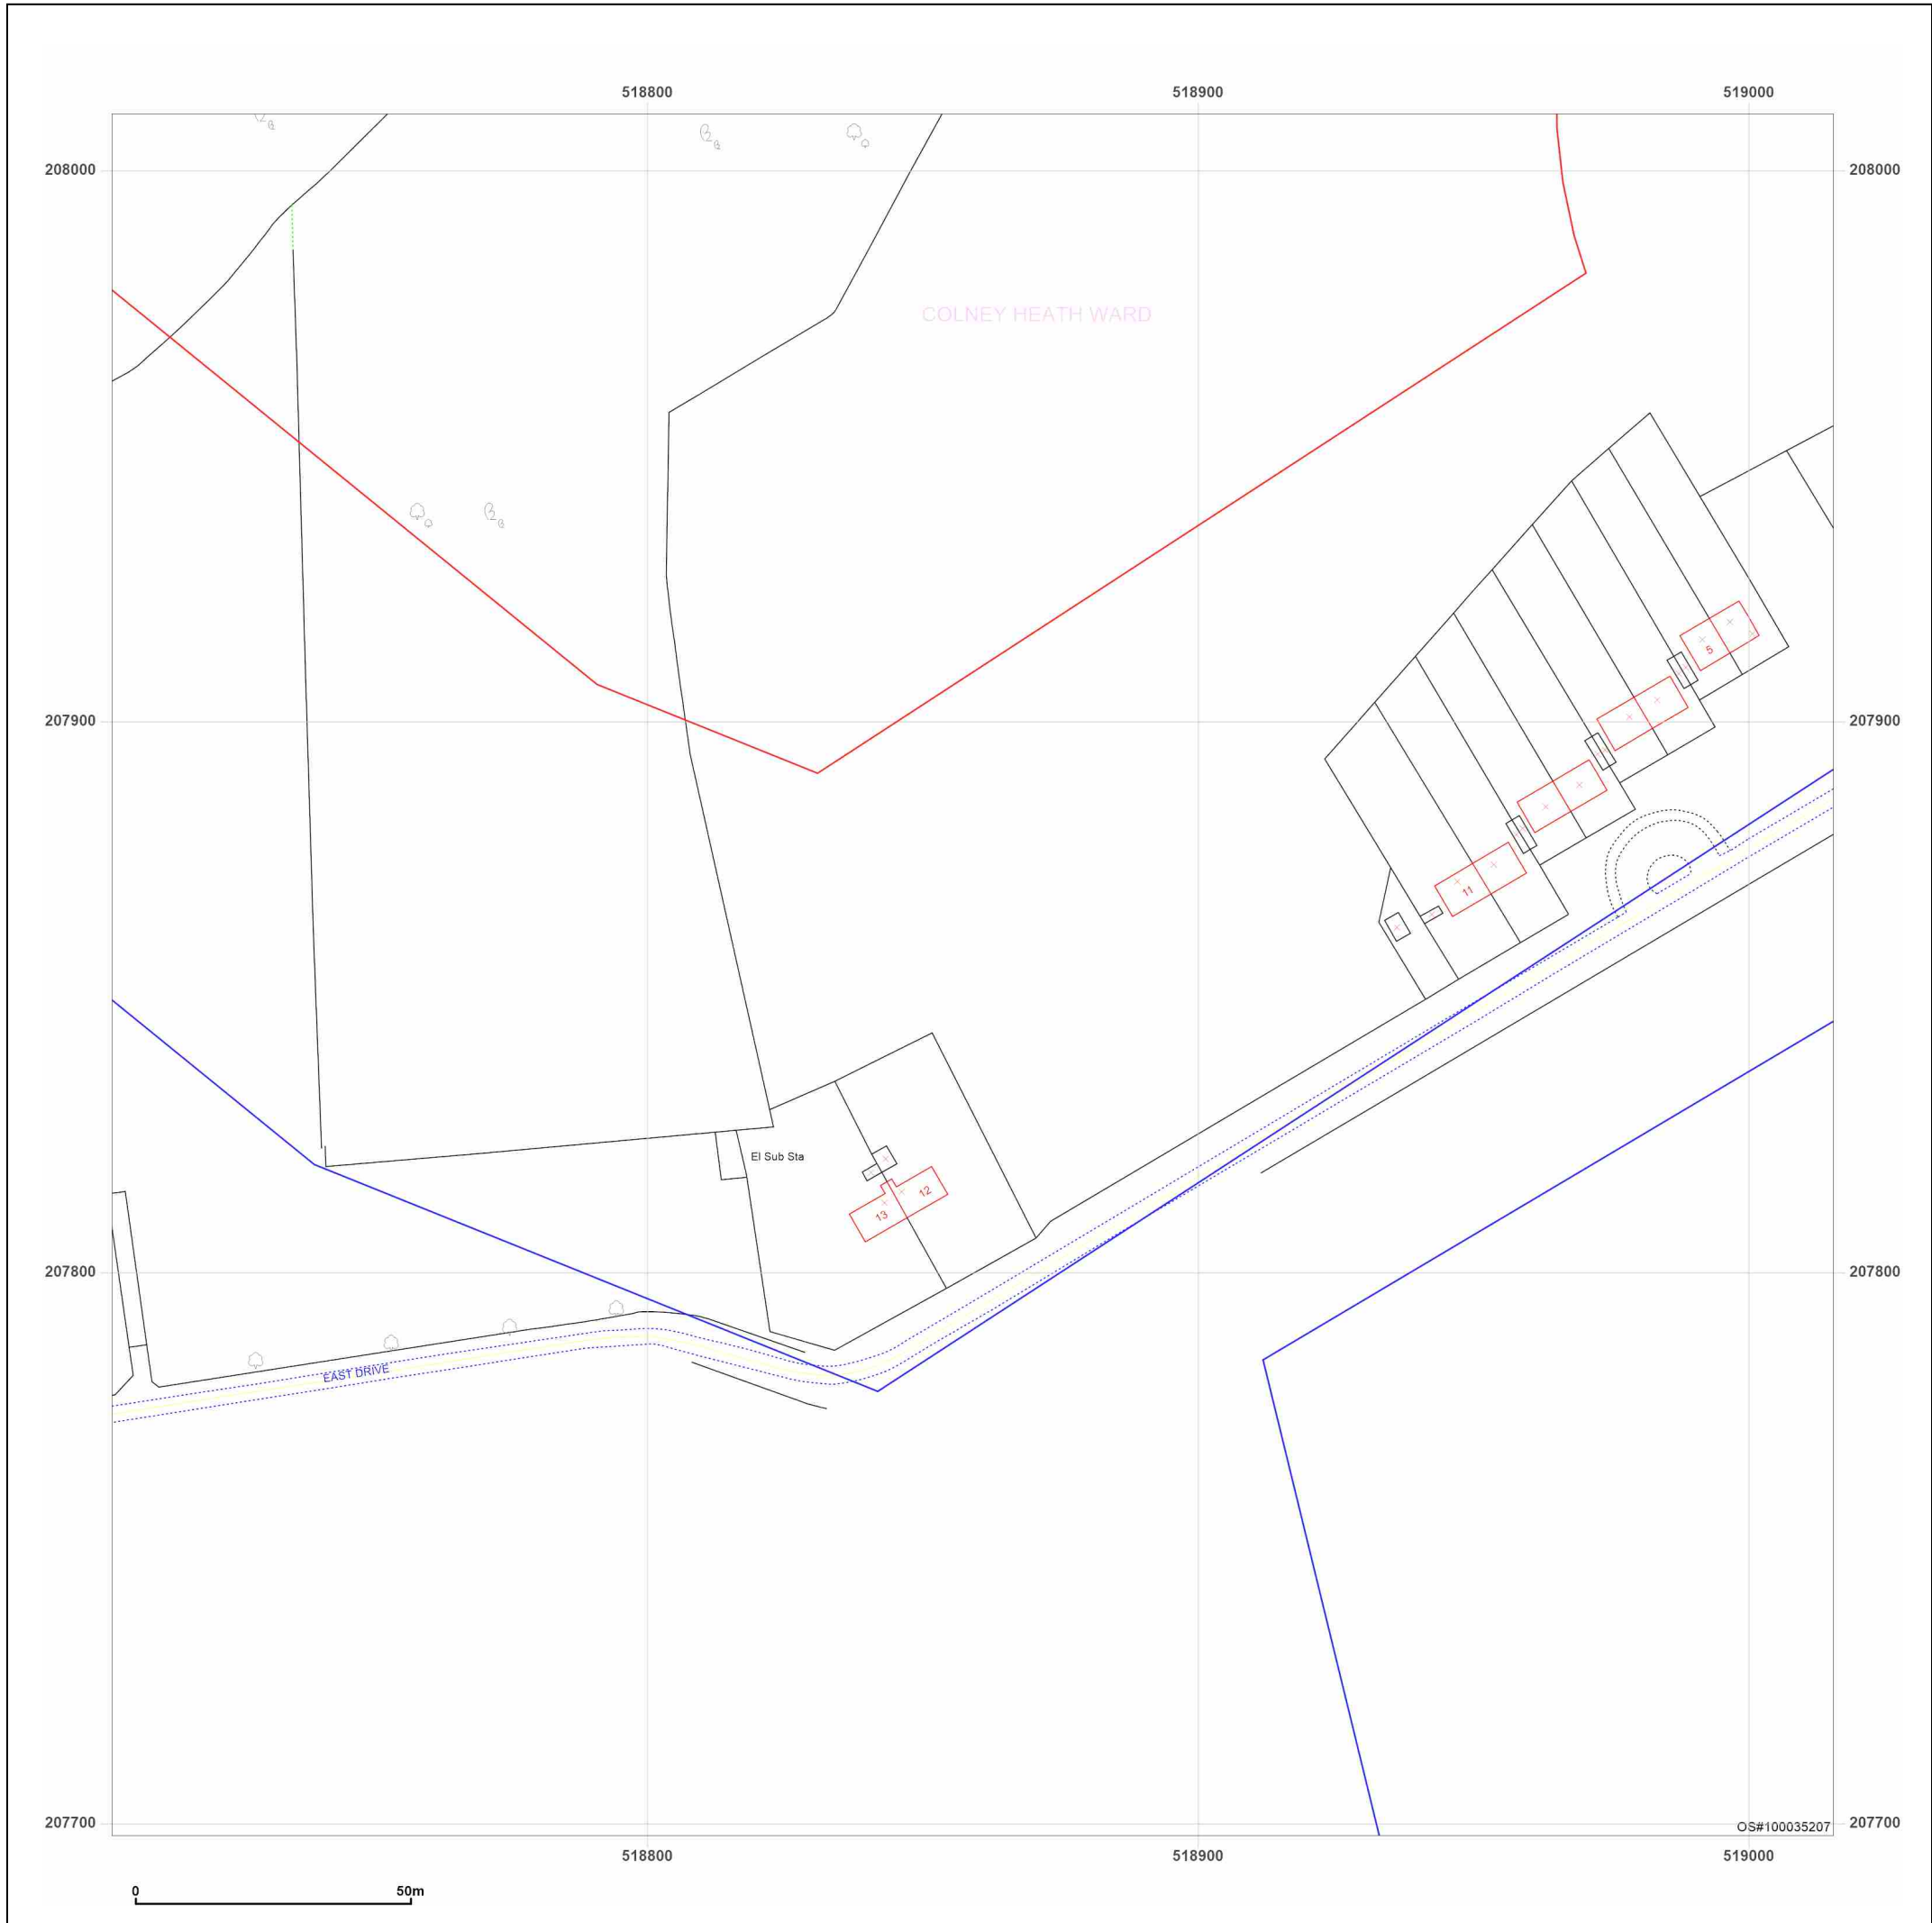 518800 518900 519000
208000 208000
COLNEY HEATH WARD
5
207900 207900
11
El Sub Sta
12
13
207800 207800
EAST DRIVE
207700 207700
OS#100035207
518800 518900 519000
0 50m